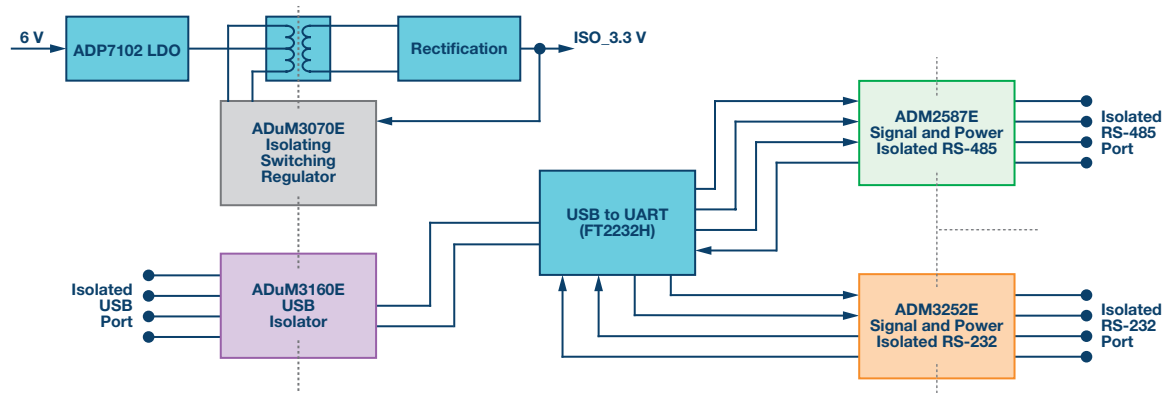 6 V
ADP7102 LDO
Rectification
ISO_3.3 V
ADuM3070E
Isolating
Switching
Regulator
ADM2587E
Signal and Power
Isolated RS-485
Isolated
RS-485
Port
USB to UART
(FT2232H)
Isolated
USB
Port
ADuM3160E
USB
Isolator
ADM3252E
Signal and Power
Isolated RS-232
Isolated
RS-232
Port